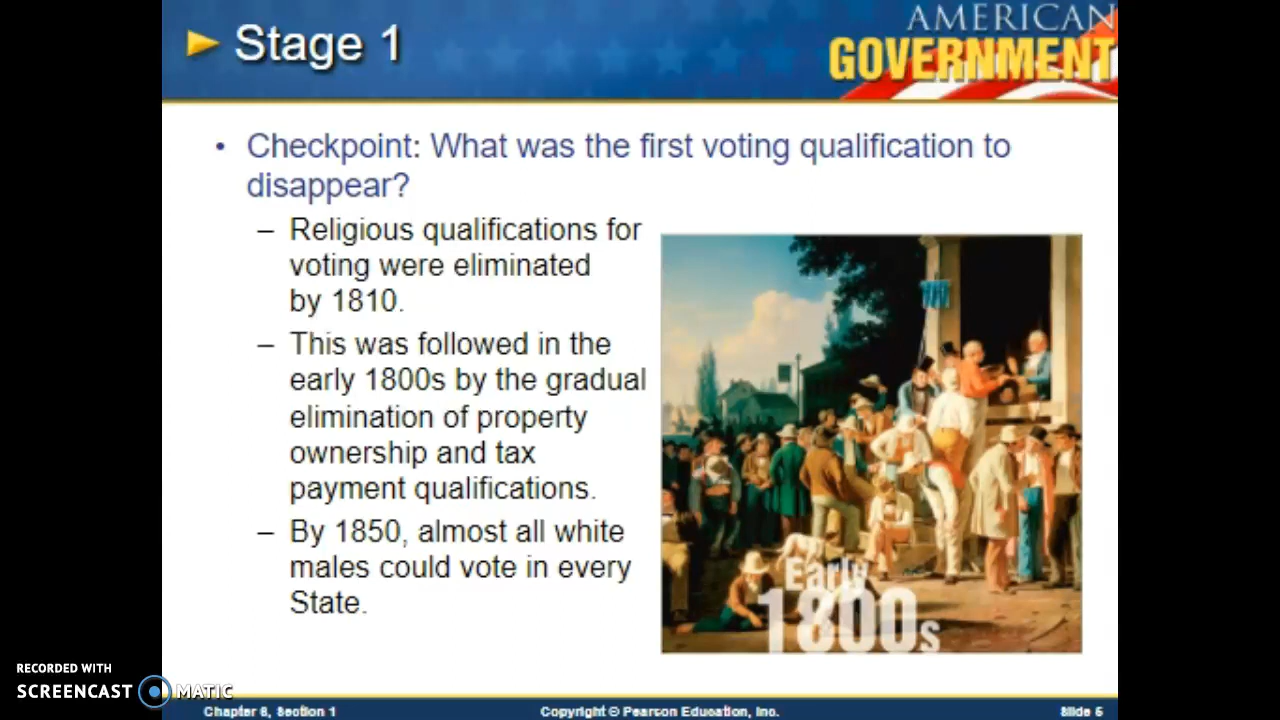 Stage 1
AMERICAN
GOVERNMENT
• Checkpoint: What was the first voting qualification to
disappear?
– Religious qualifications for
voting were eliminated
by 1810.
– This was followed in the
early 1800s by the gradual
elimination of property
ownership and tax
payment qualifications.
– By 1850, almost all white
males could vote in every
State.
Early
1800s
RECORDED WITH
SCREENCAST MATIC
Chapter 6, Section 1
Copyright © Pearson Education, Inc.
Slide 5